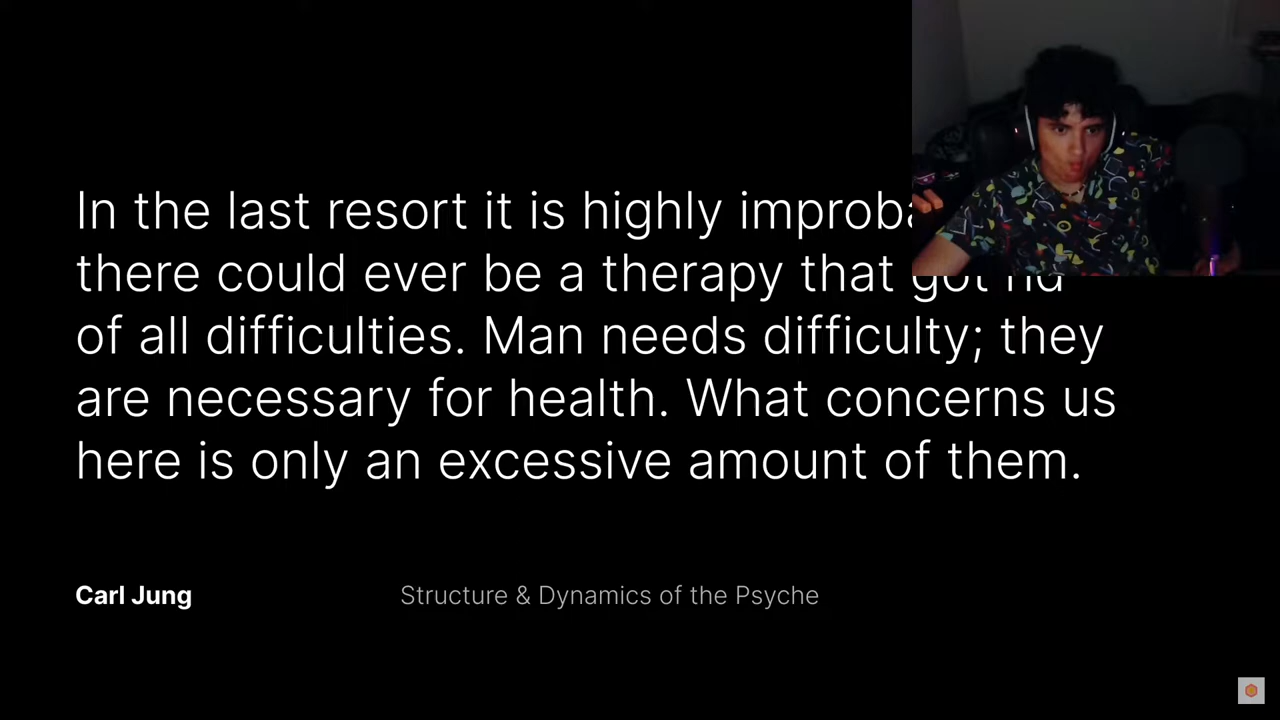 In the last resort it is highly
there could ever be a therapy that got rid
of all difficulties. Man needs difficulty; they
are necessary for health. What concerns us
here is only an excessive amount of them.
Carl Jung
Structure & Dynamics of the Psyche